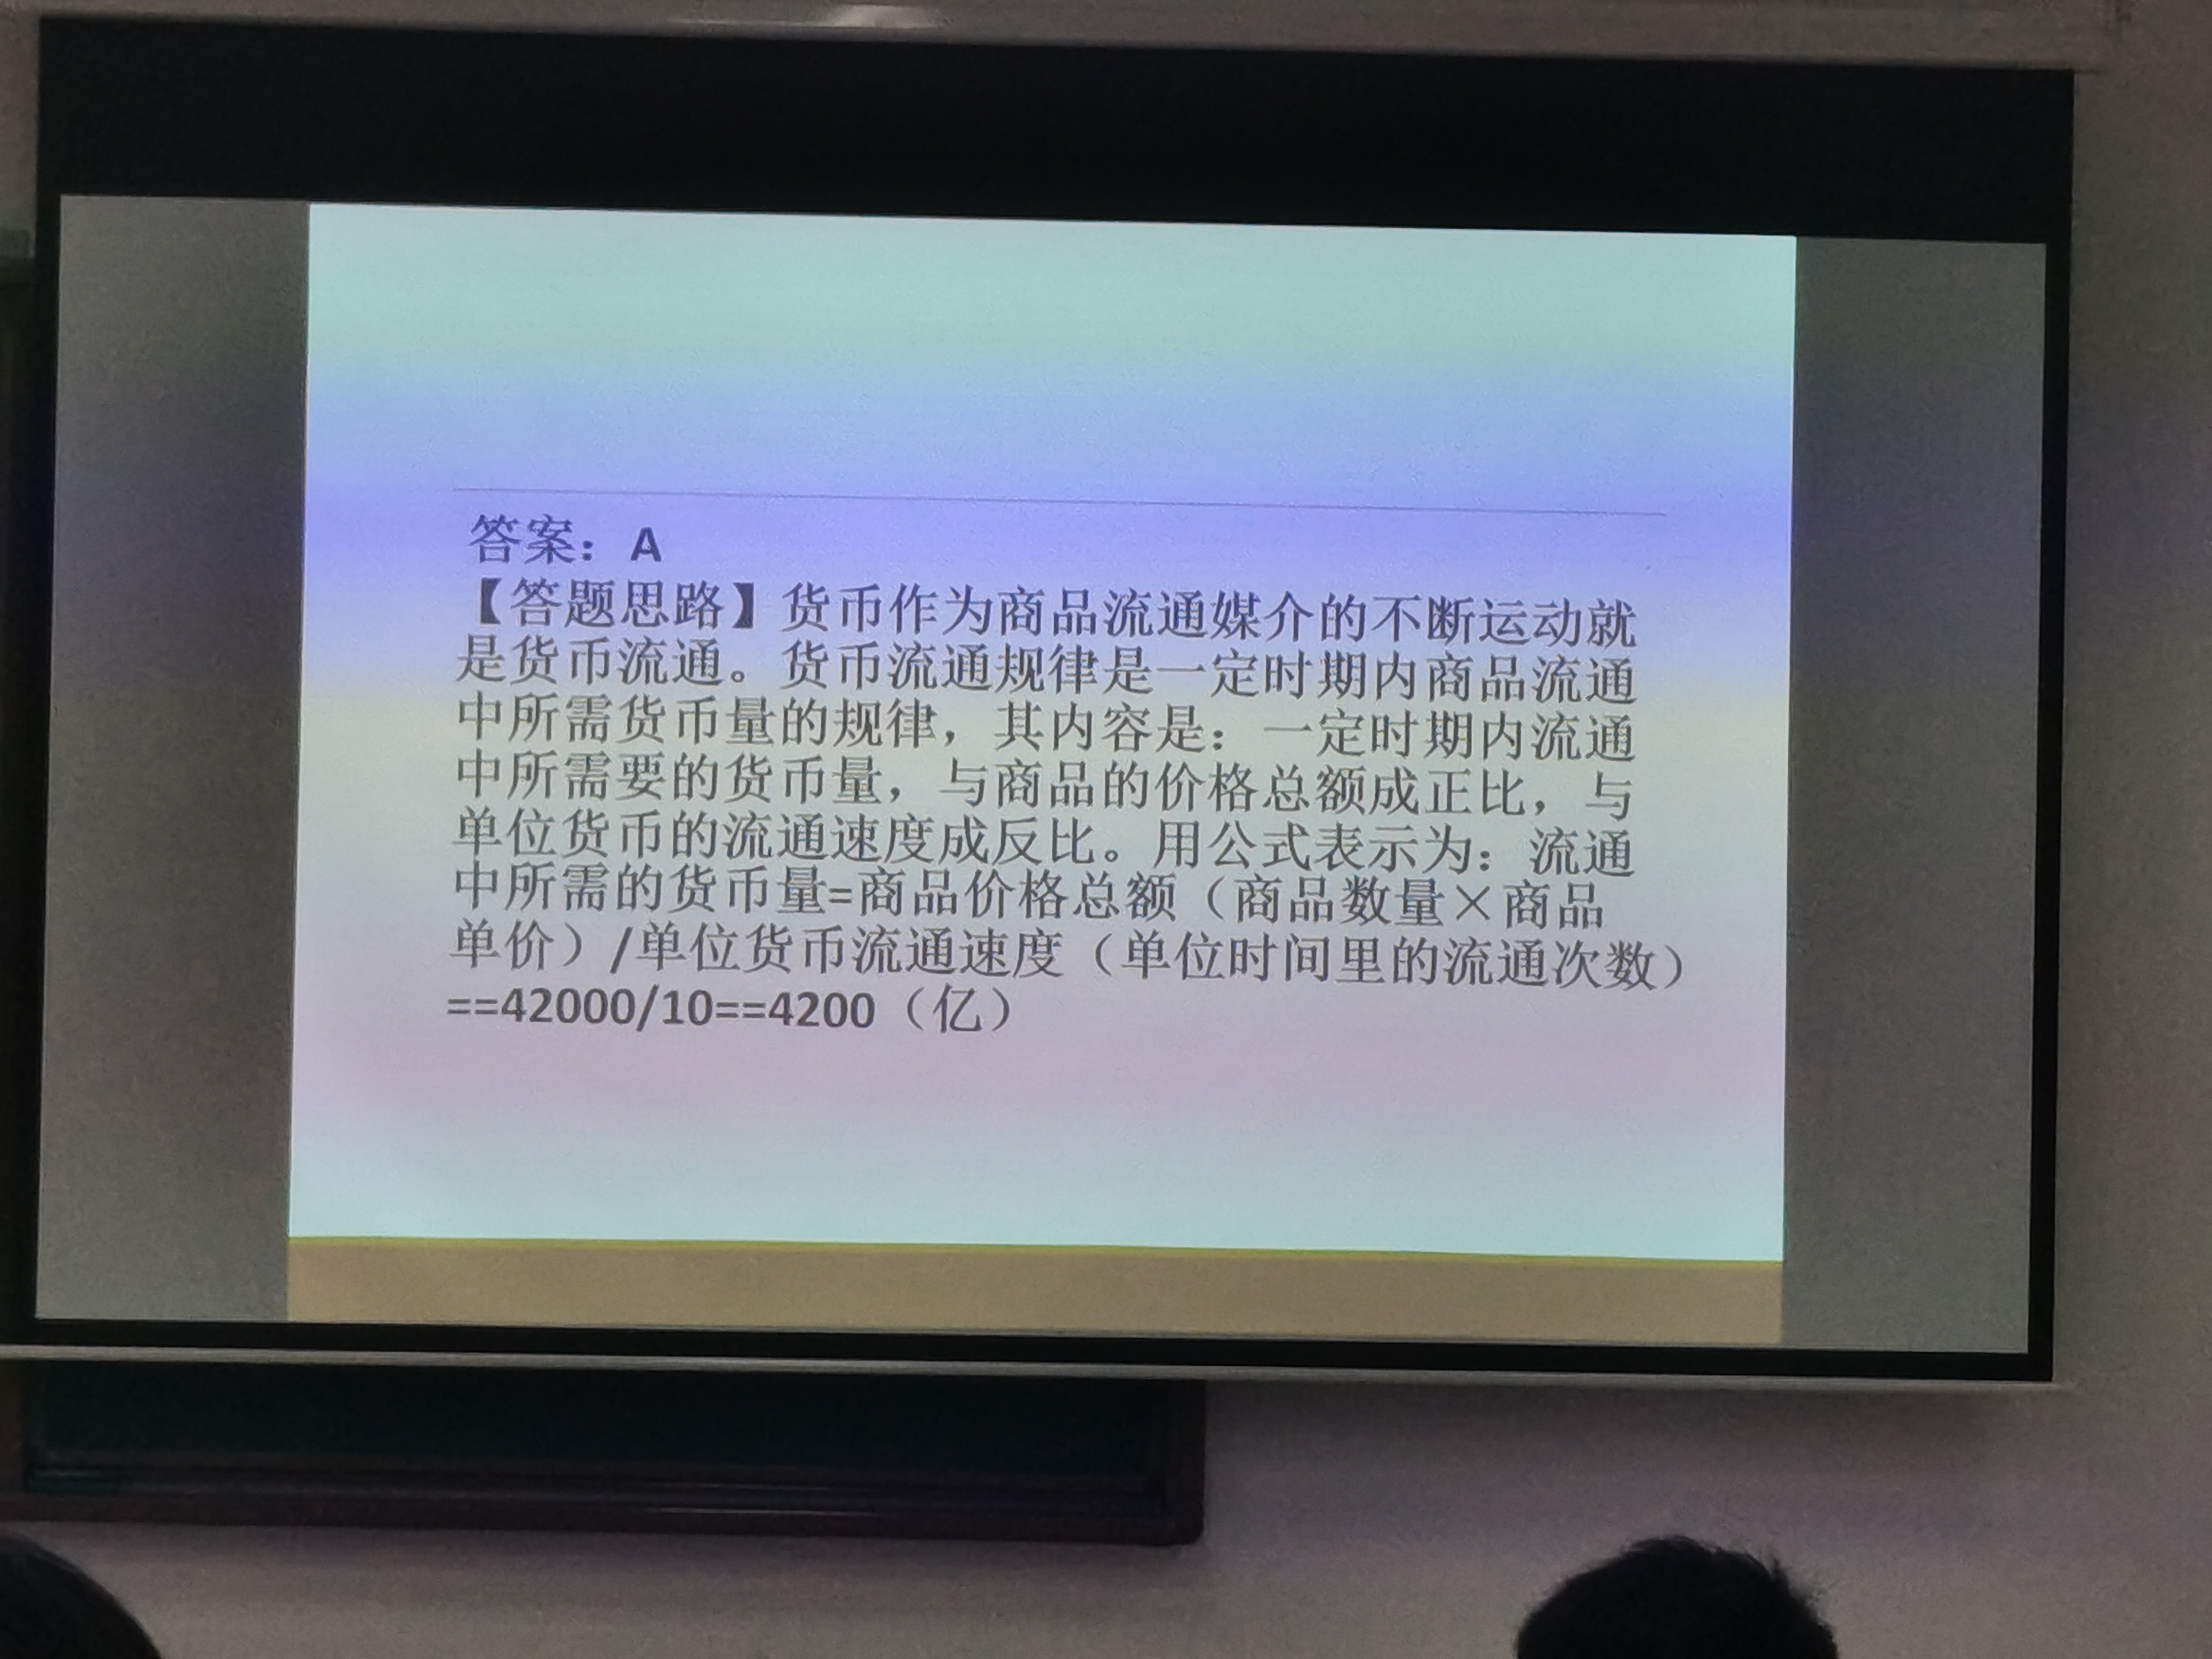 答案：A
【答题思路】货币作为商品流通媒介的不断运动就
是货币流通。货币流通规律是一定时期内商品流通
中所需货币量的规律，其内容是：一定时期内流通
中所需要的货币量，与商品的价格总额成正比，与
单位货币的流通速度成反比。用公式表示为：流通
中所需的货币量=商品价格总额（商品数量×商品
单价）/单位货币流通速度（单位时间里的流通次数）
==42000/10==4200（亿）